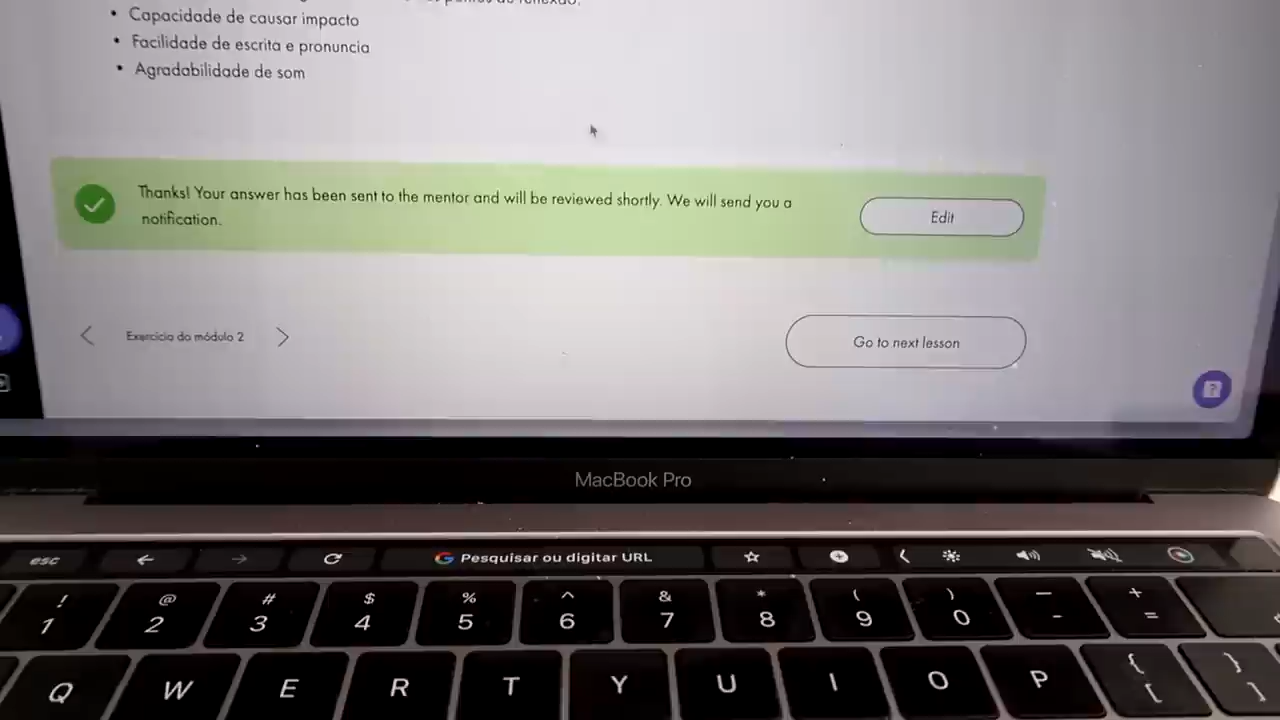 • Capacidade de causar impacto
• Facilidade de escrita e pronuncia
• Agradabilidade de som
Thanks! Your answer has been sent to the mentor and will be reviewed shortly. We will send you a
notification.
Edit
Exercício do módulo 2
Go to next lesson
?
MacBook Pro
esc
G Pesquisar ou digitar URL
! @ # $ % ^ & * ( ) — +
1 2 3 4 5 6 7 8 9 0 - =
Q W E R T Y U I O P { }
[ ]